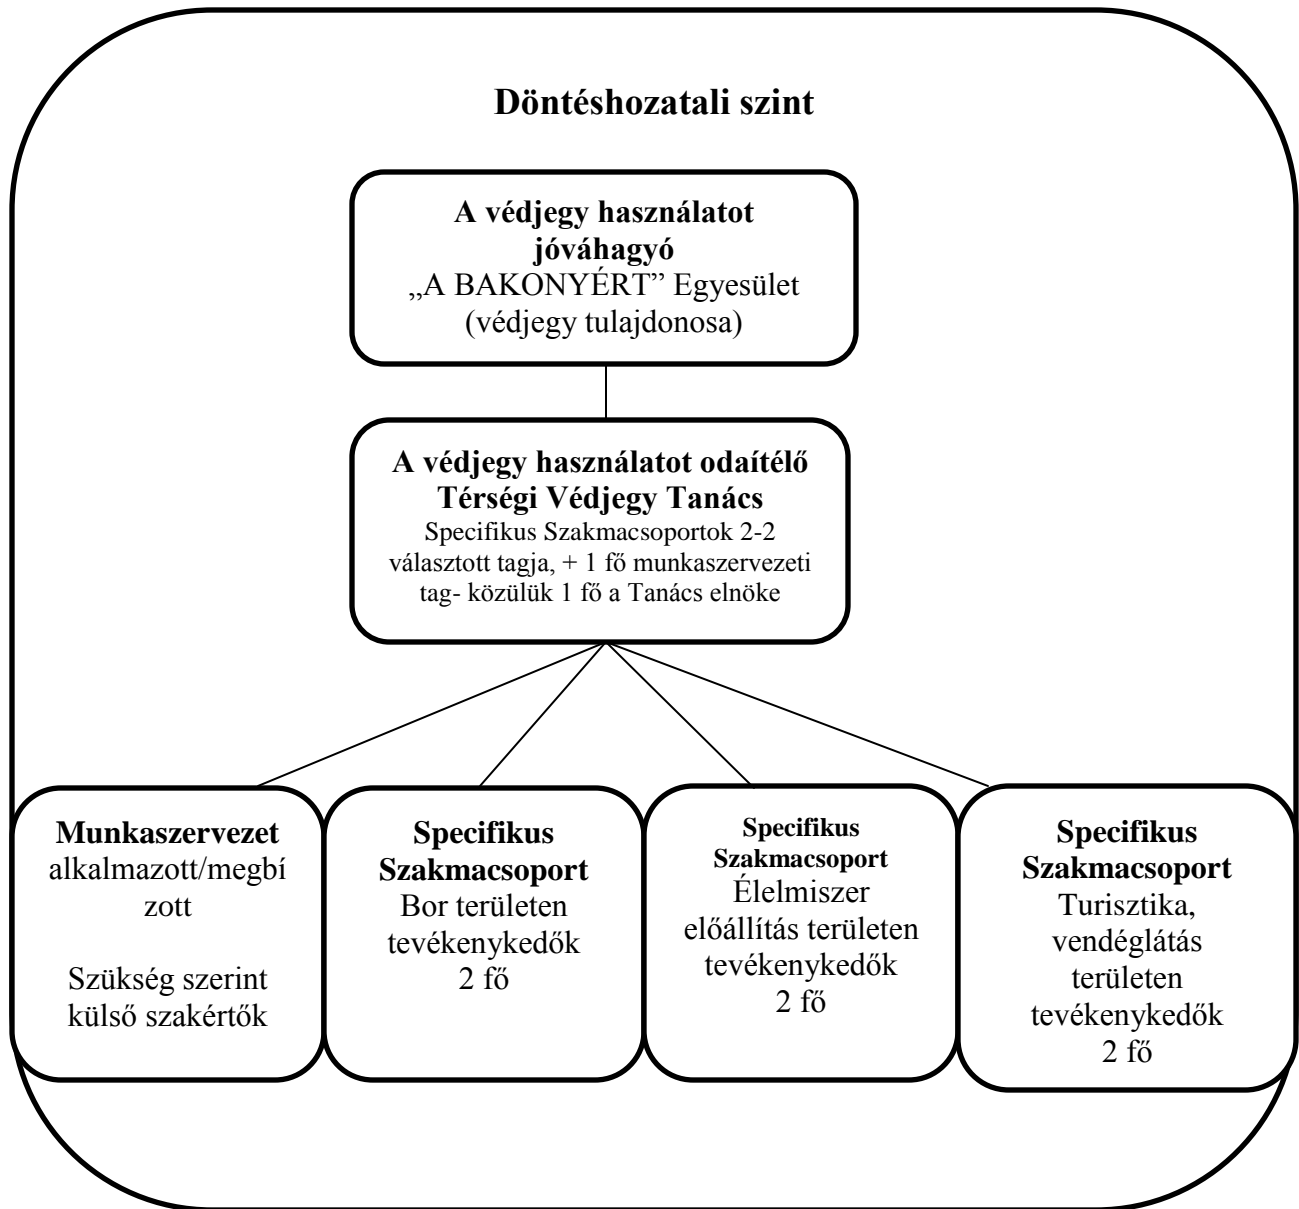 Döntéshozatali szint
A védjegy használatot
jóváhagyó
„A BAKONYÉRT” Egyesület
(védjegy tulajdonosa)
A védjegy használatot odaítélő
Térségi Védjegy Tanács
Specifikus Szakmacsoportok 2-2
választott tagja, + 1 fő munkaszervezeti
tag- közülük 1 fő a Tanács elnöke
Munkaszervezet
alkalmazott/megbí
zott
Szükség szerint
külső szakértők
Specifikus
Szakmacsoport
Bor területen
tevékenykedők
2 fő
Specifikus
Szakmacsoport
Élelmiszer
előállítás területen
tevékenykedők
2 fő
Specifikus
Szakmacsoport
Turisztika,
vendéglátás
területen
tevékenykedők
2 fő